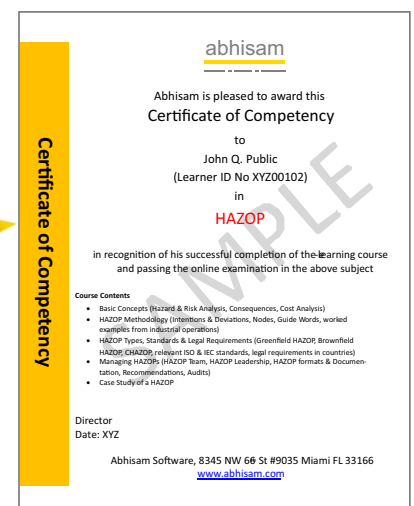 abhisam
Abhisam is pleased to award this
Certificate of Competency
to
John Q. Public
(Learner ID No XYZ00102)
in
HAZOP
in recognition of his successful completion of the e-learning course
and passing the online examination in the above subject
Course Contents
• Basic Concepts (Hazard & Risk Analysis, Consequences, Cost Analysis)
• HAZOP Methodology (Intentions & Deviations, Nodes, Guide Words, worked
examples from industrial operations)
• HAZOP Types, Standards & Legal Requirements (Greenfield HAZOP, Brownfield
HAZOP, CHAZOP, relevant ISO & IEC standards, legal requirements in countries)
• Managing HAZOPs (HAZOP Team, HAZOP Leadership, HAZOP formats & Documen-
tation, Recommendations, Audits)
• Case Study of a HAZOP
Director
Date: XYZ
Abhisam Software, 8345 NW 66 St #9035 Miami FL 33166
www.abhisam.com
Certificate of Competency
SAMPLE